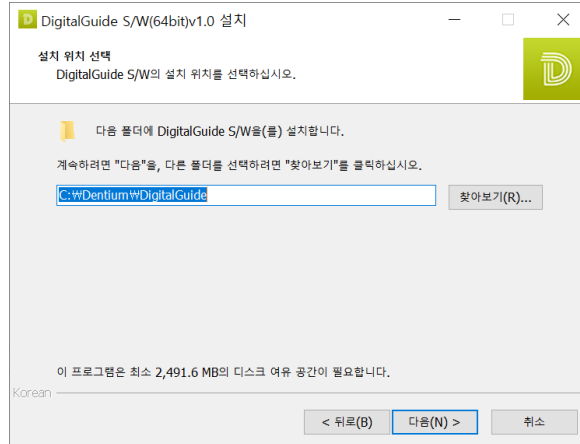 DigitalGuide S/W(64bit)v1.0 설치
설치 위치 선택
DigitalGuide S/W의 설치 위치를 선택하십시오.
다음 폴더에 DigitalGuide S/W을(를) 설치합니다.
계속하려면 "다음"을, 다른 폴더를 선택하려면 "찾아보기"를 클릭하십시오.
C:₩Dentium₩DigitalGuide
찾아보기(R)...
이 프로그램은 최소 2,491.6 MB의 디스크 여유 공간이 필요합니다.
Korean
< 뒤로(B) 다음(N) > 취소